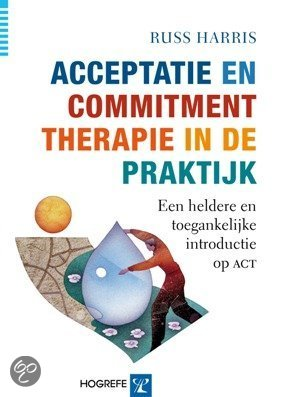 RUSS HARRIS
ACCEPTATIE EN
COMMITMENT
THERAPIE IN DE
PRAKTIJK
Een heldere en
toegankelijke
introductie
op ACT
HOGREFE